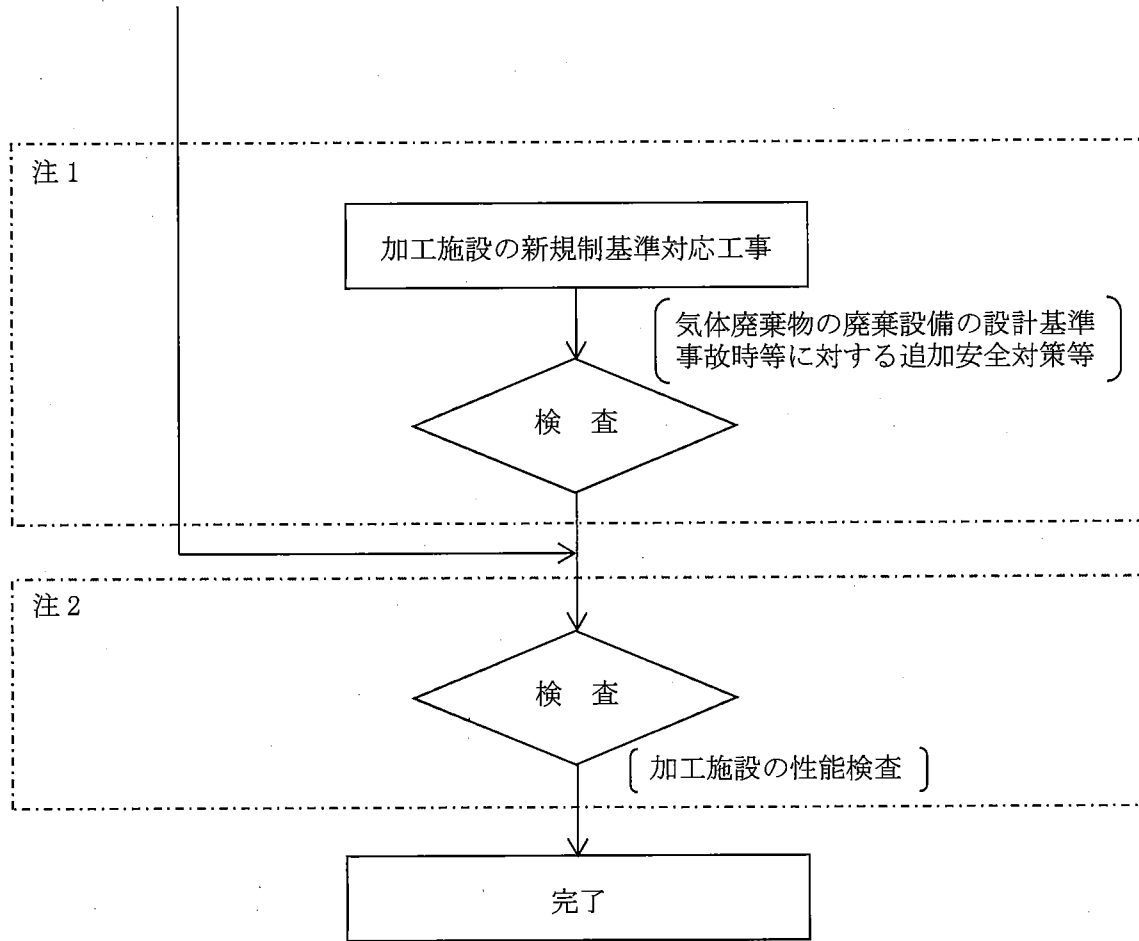 注1
加工施設の新規制基準対応工事
気体廃棄物の廃棄設備の設計基準
事故時等に対する追加安全対策等
検　査
注2
検　査
加工施設の性能検査
完了